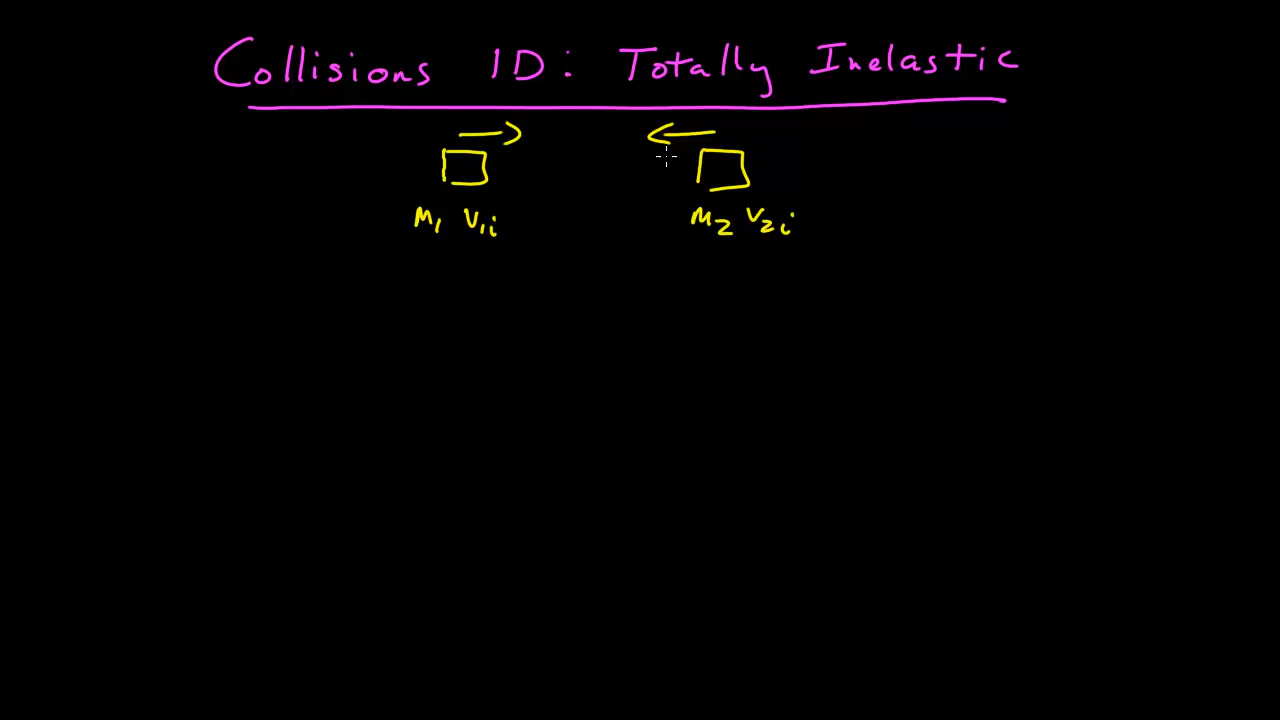 Collisions 1D: Totally Inelastic
M₁ V₁ᵢ M₂ V₂ᵢ